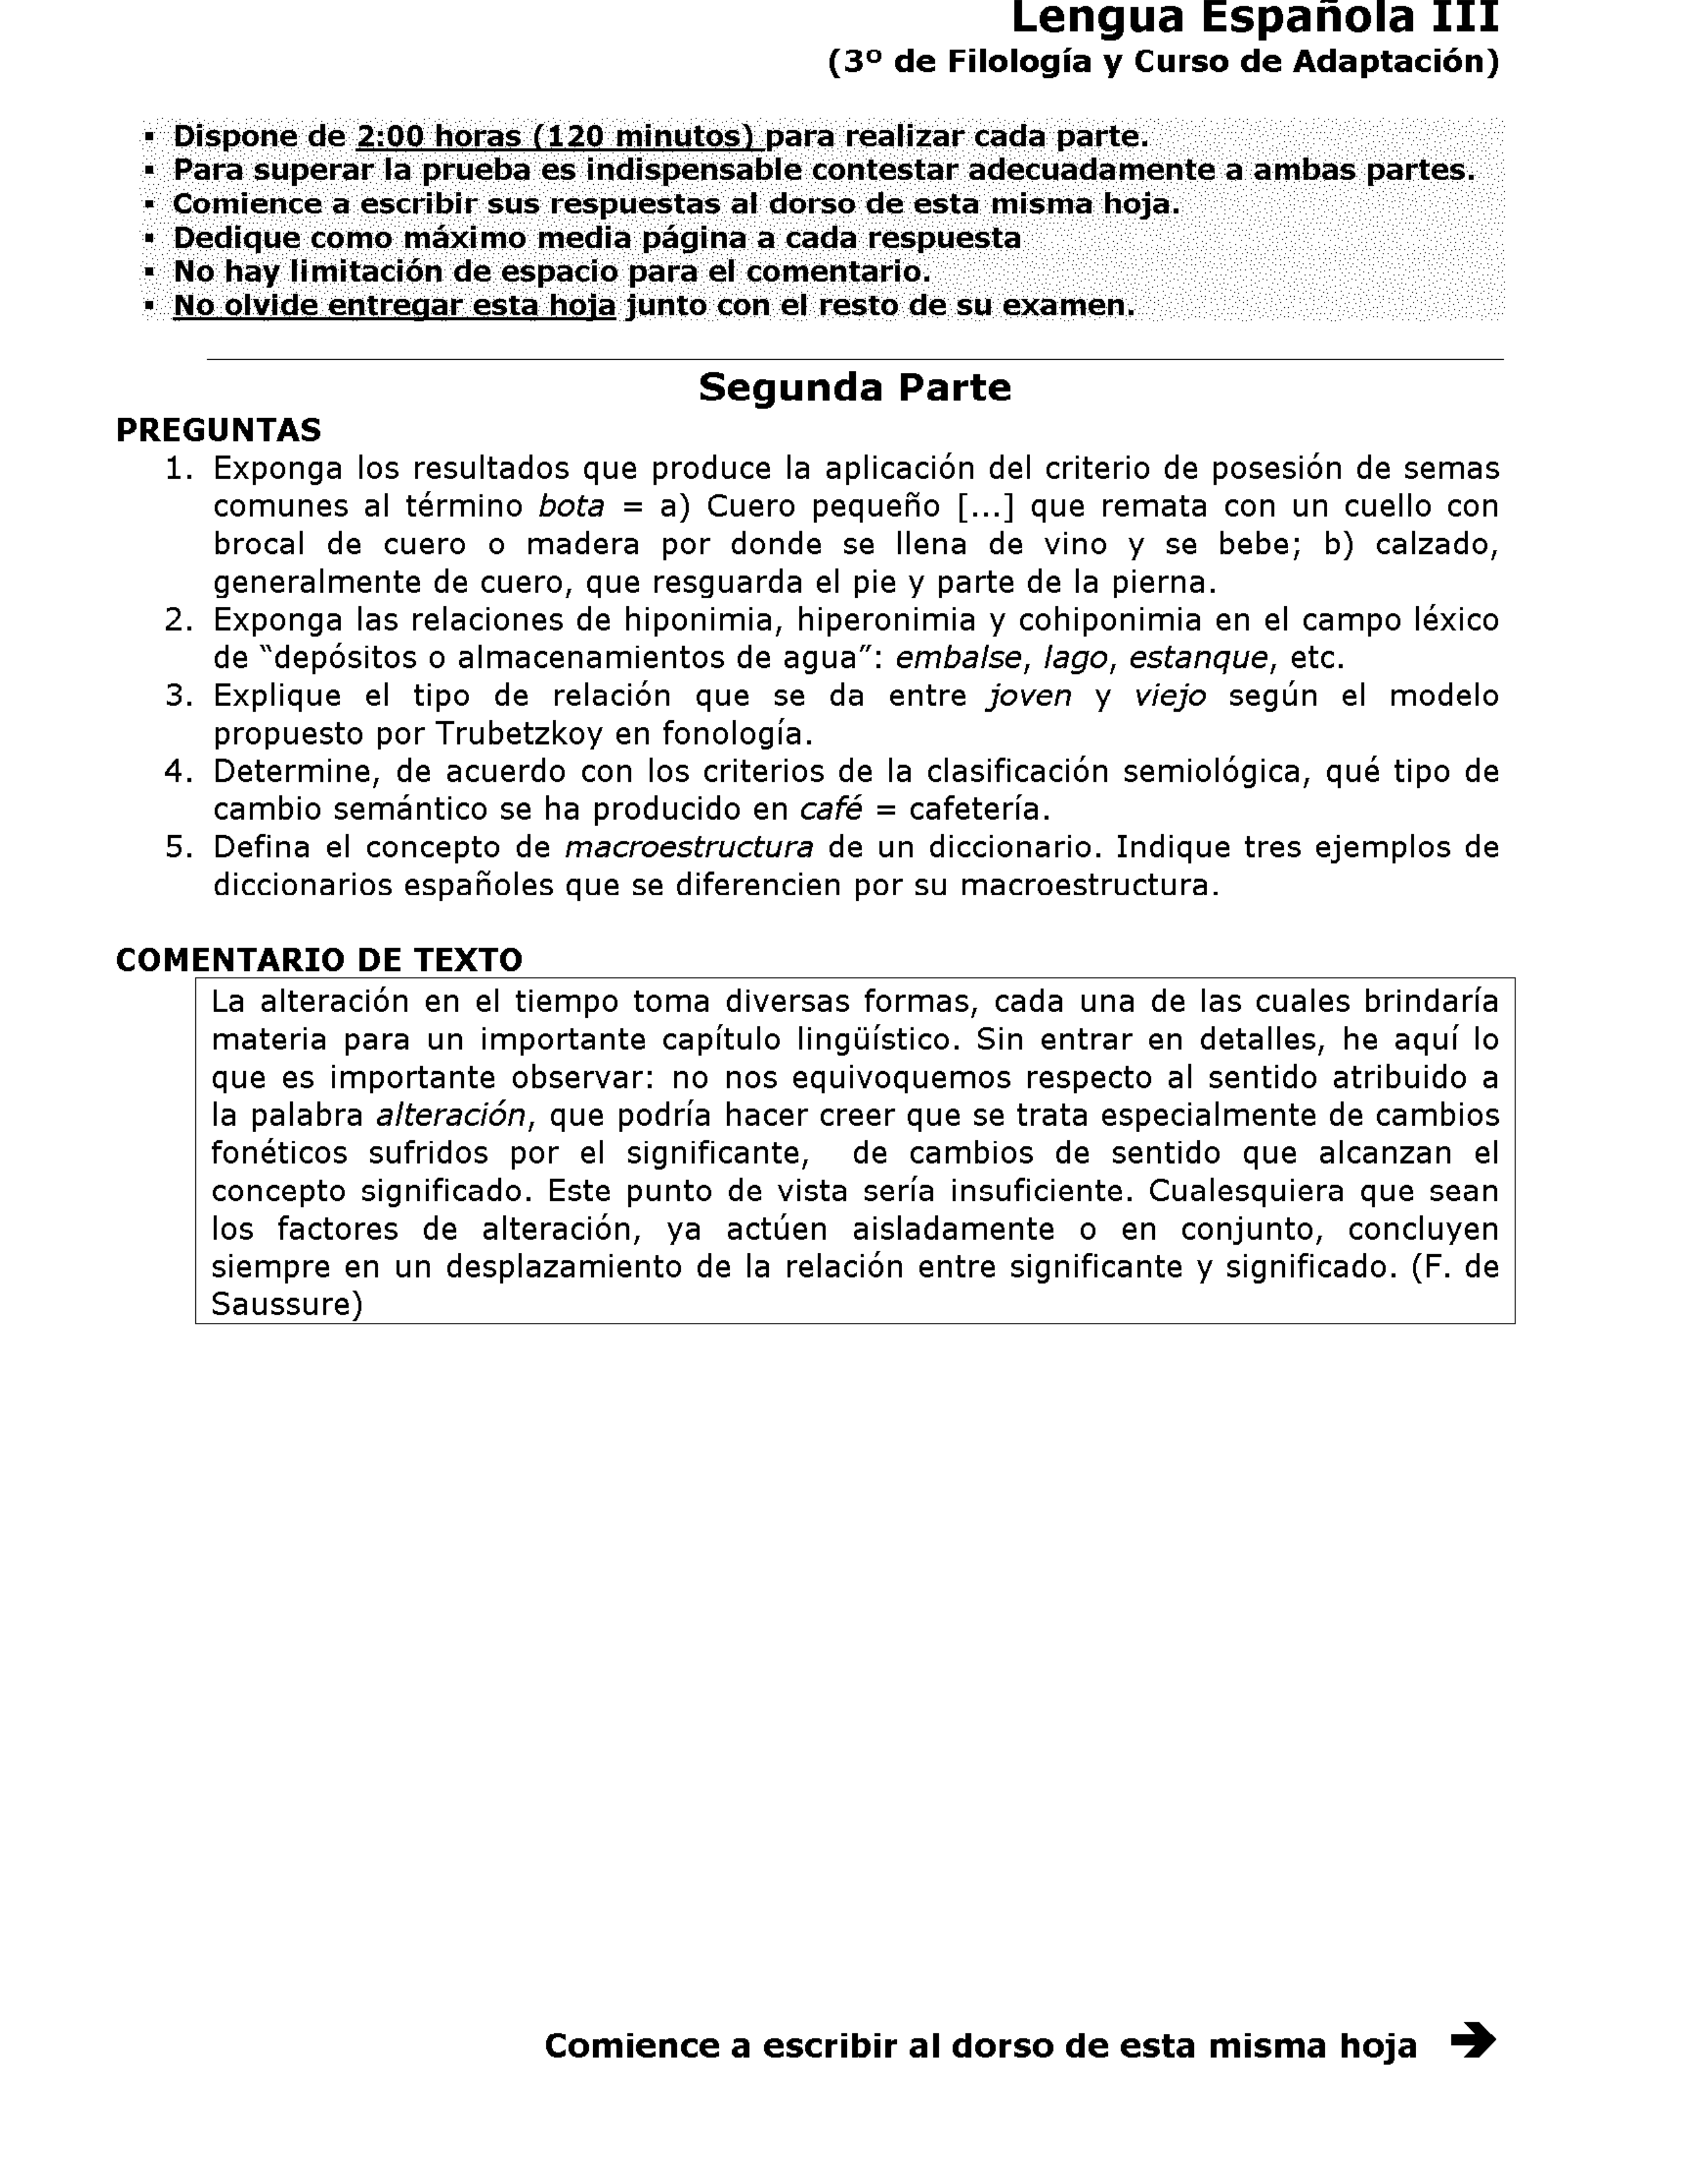 Lengua Española III
(3º de Filología y Curso de Adaptación)
▪ Dispone de 2:00 horas (120 minutos) para realizar cada parte.
▪ Para superar la prueba es indispensable contestar adecuadamente a ambas partes.
▪ Comience a escribir sus respuestas al dorso de esta misma hoja.
▪ Dedique como máximo media página a cada respuesta
▪ No hay limitación de espacio para el comentario.
▪ No olvide entregar esta hoja junto con el resto de su examen.
Segunda Parte
PREGUNTAS
1. Exponga los resultados que produce la aplicación del criterio de posesión de semas
comunes al término bota = a) Cuero pequeño [...] que remata con un cuello con
brocal de cuero o madera por donde se llena de vino y se bebe; b) calzado,
generalmente de cuero, que resguarda el pie y parte de la pierna.
2. Exponga las relaciones de hiponimia, hiperonimia y cohiponimia en el campo léxico
de “depósitos o almacenamientos de agua”: embalse, lago, estanque, etc.
3. Explique el tipo de relación que se da entre joven y viejo según el modelo
propuesto por Trubetzkoy en fonología.
4. Determine, de acuerdo con los criterios de la clasificación semiológica, qué tipo de
cambio semántico se ha producido en café = cafetería.
5. Defina el concepto de macroestructura de un diccionario. Indique tres ejemplos de
diccionarios españoles que se diferencien por su macroestructura.
COMENTARIO DE TEXTO
La alteración en el tiempo toma diversas formas, cada una de las cuales brindaría
materia para un importante capítulo lingüístico. Sin entrar en detalles, he aquí lo
que es importante observar: no nos equivoquemos respecto al sentido atribuido a
la palabra alteración, que podría hacer creer que se trata especialmente de cambios
fonéticos sufridos por el significante, de cambios de sentido que alcanzan el
concepto significado. Este punto de vista sería insuficiente. Cualesquiera que sean
los factores de alteración, ya actúen aisladamente o en conjunto, concluyen
siempre en un desplazamiento de la relación entre significante y significado. (F. de
Saussure)
Comience a escribir al dorso de esta misma hoja ➔